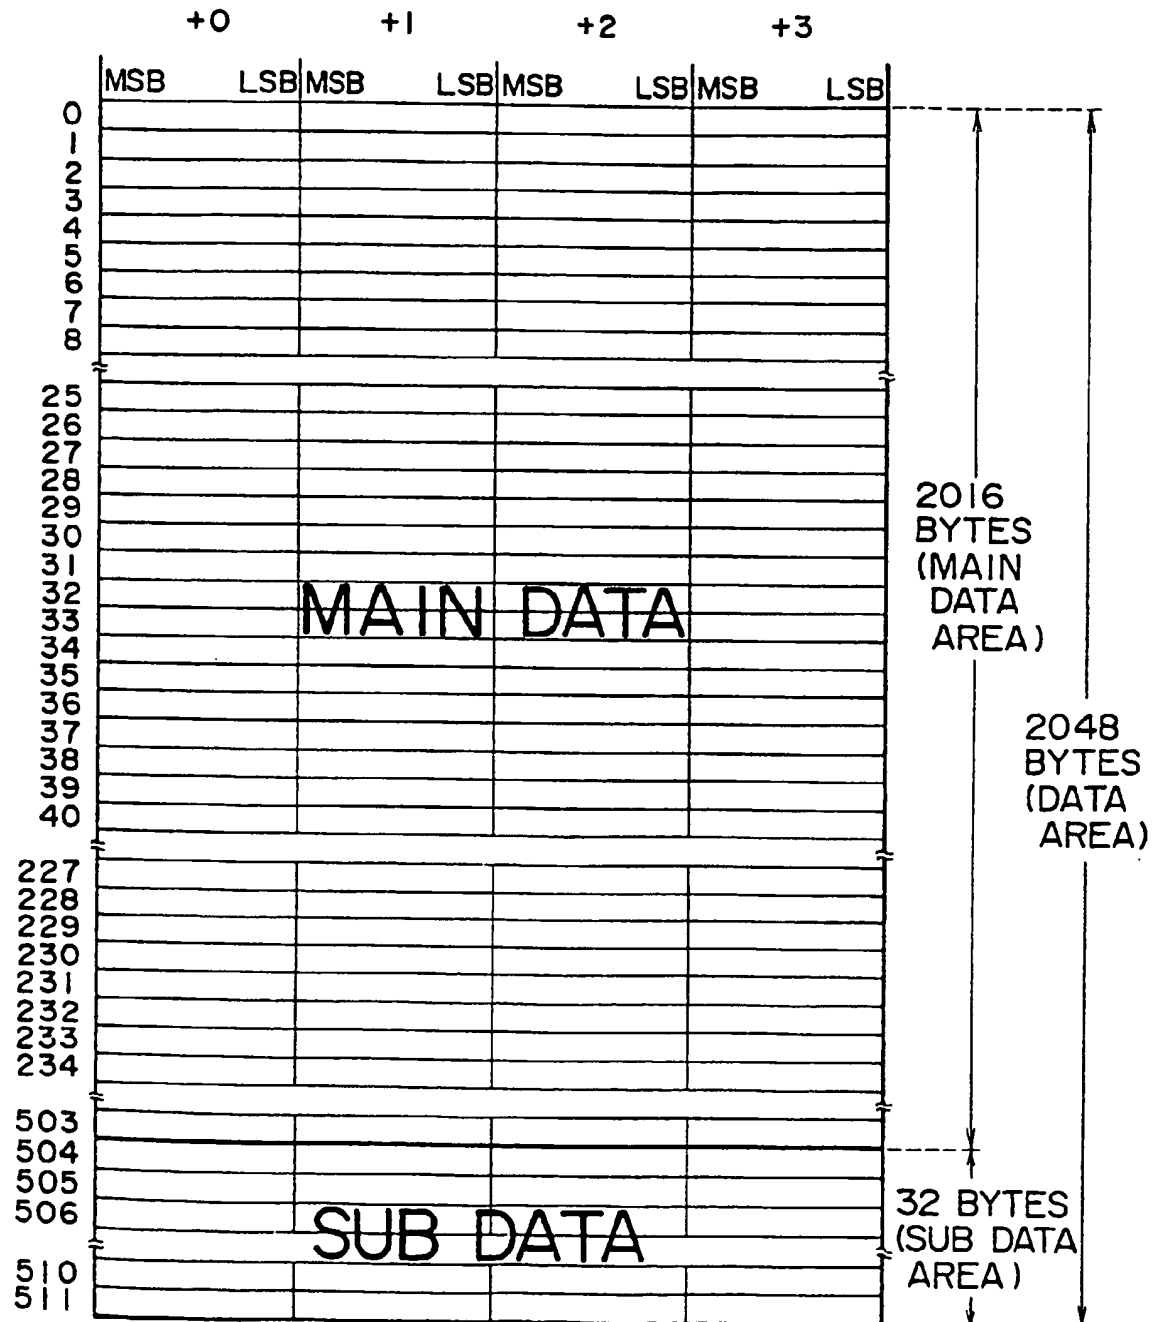 +0 +1 +2 +3
MSB LSB MSB LSB MSB LSB MSB LSB
0
1
2
3
4
5
6
7
8
25
26
27
28
29
30
31
32
33
34
35
36
37
38
39
40
MAIN DATA
227
228
229
230
231
232
233
234
503
504
505
506
510
511
SUB DATA
2016
BYTES
(MAIN
DATA
AREA)
2048
BYTES
(DATA
AREA)
32 BYTES
(SUB DATA
AREA)